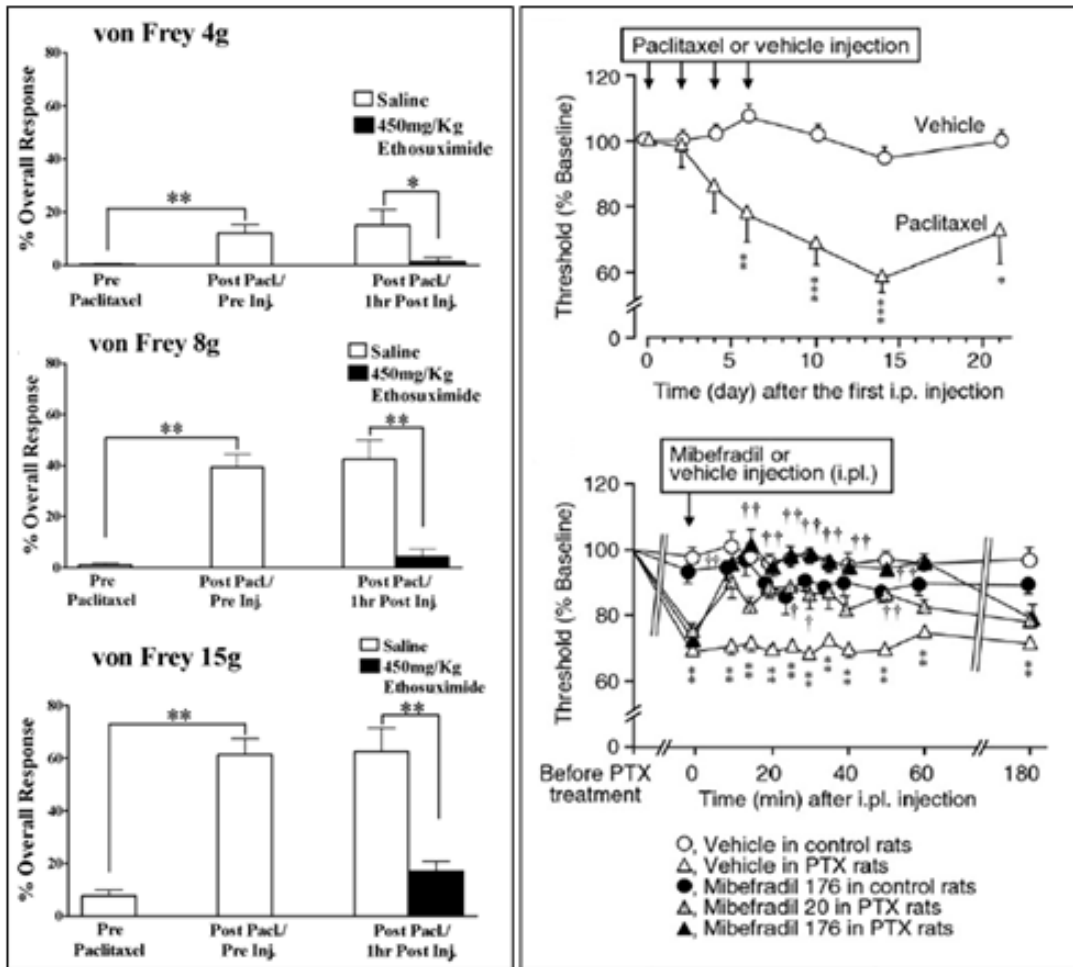 von Frey 4g
% Overall Response
80
60
40
20
0
Saline
450mg/Kg
Ethosuximide
**
*
Pre
Paclitaxel
Post Pacl./
Pre Inj.
Post Pacl./
1hr Post Inj.
von Frey 8g
% Overall Response
80
60
40
20
0
Saline
450mg/Kg
Ethosuximide
**
**
Pre
Paclitaxel
Post Pacl./
Pre Inj.
Post Pacl./
1hr Post Inj.
von Frey 15g
% Overall Response
80
60
40
20
0
Saline
450mg/Kg
Ethosuximide
**
**
Pre
Paclitaxel
Post Pacl./
Pre Inj.
Post Pacl./
1hr Post Inj.
Paclitaxel or vehicle injection
Threshold (% Baseline)
120
100
80
60
0
Vehicle
Paclitaxel
**
***
***
*
0 5 10 15 20
Time (day) after the first i.p. injection
Mibefradil or
vehicle injection (i.pl.)
Threshold (% Baseline)
120
100
80
60
0
†† †† †† †† †† †† ††
†† † † ††
** ** ** ** ** ** ** ** ** **
Before PTX
treatment
0 20 40 60 180
Time (min) after i.pl. injection
, Vehicle in control rats
, Vehicle in PTX rats
, Mibefradil 176 in control rats
, Mibefradil 20 in PTX rats
, Mibefradil 176 in PTX rats